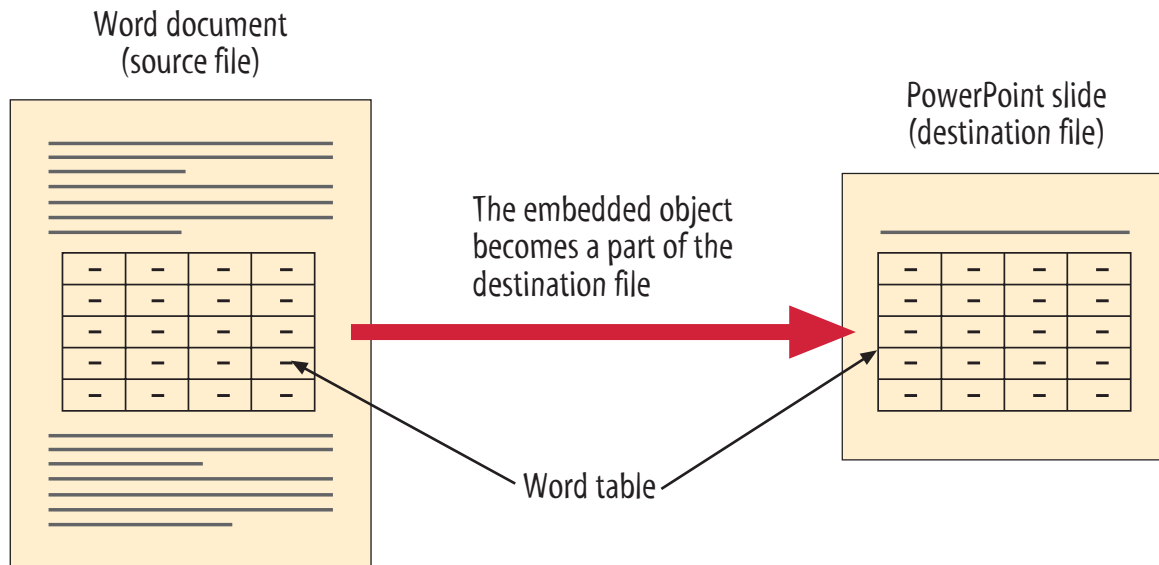 Word document
(source file)
PowerPoint slide
(destination file)
The embedded object
becomes a part of the
destination file
Word table